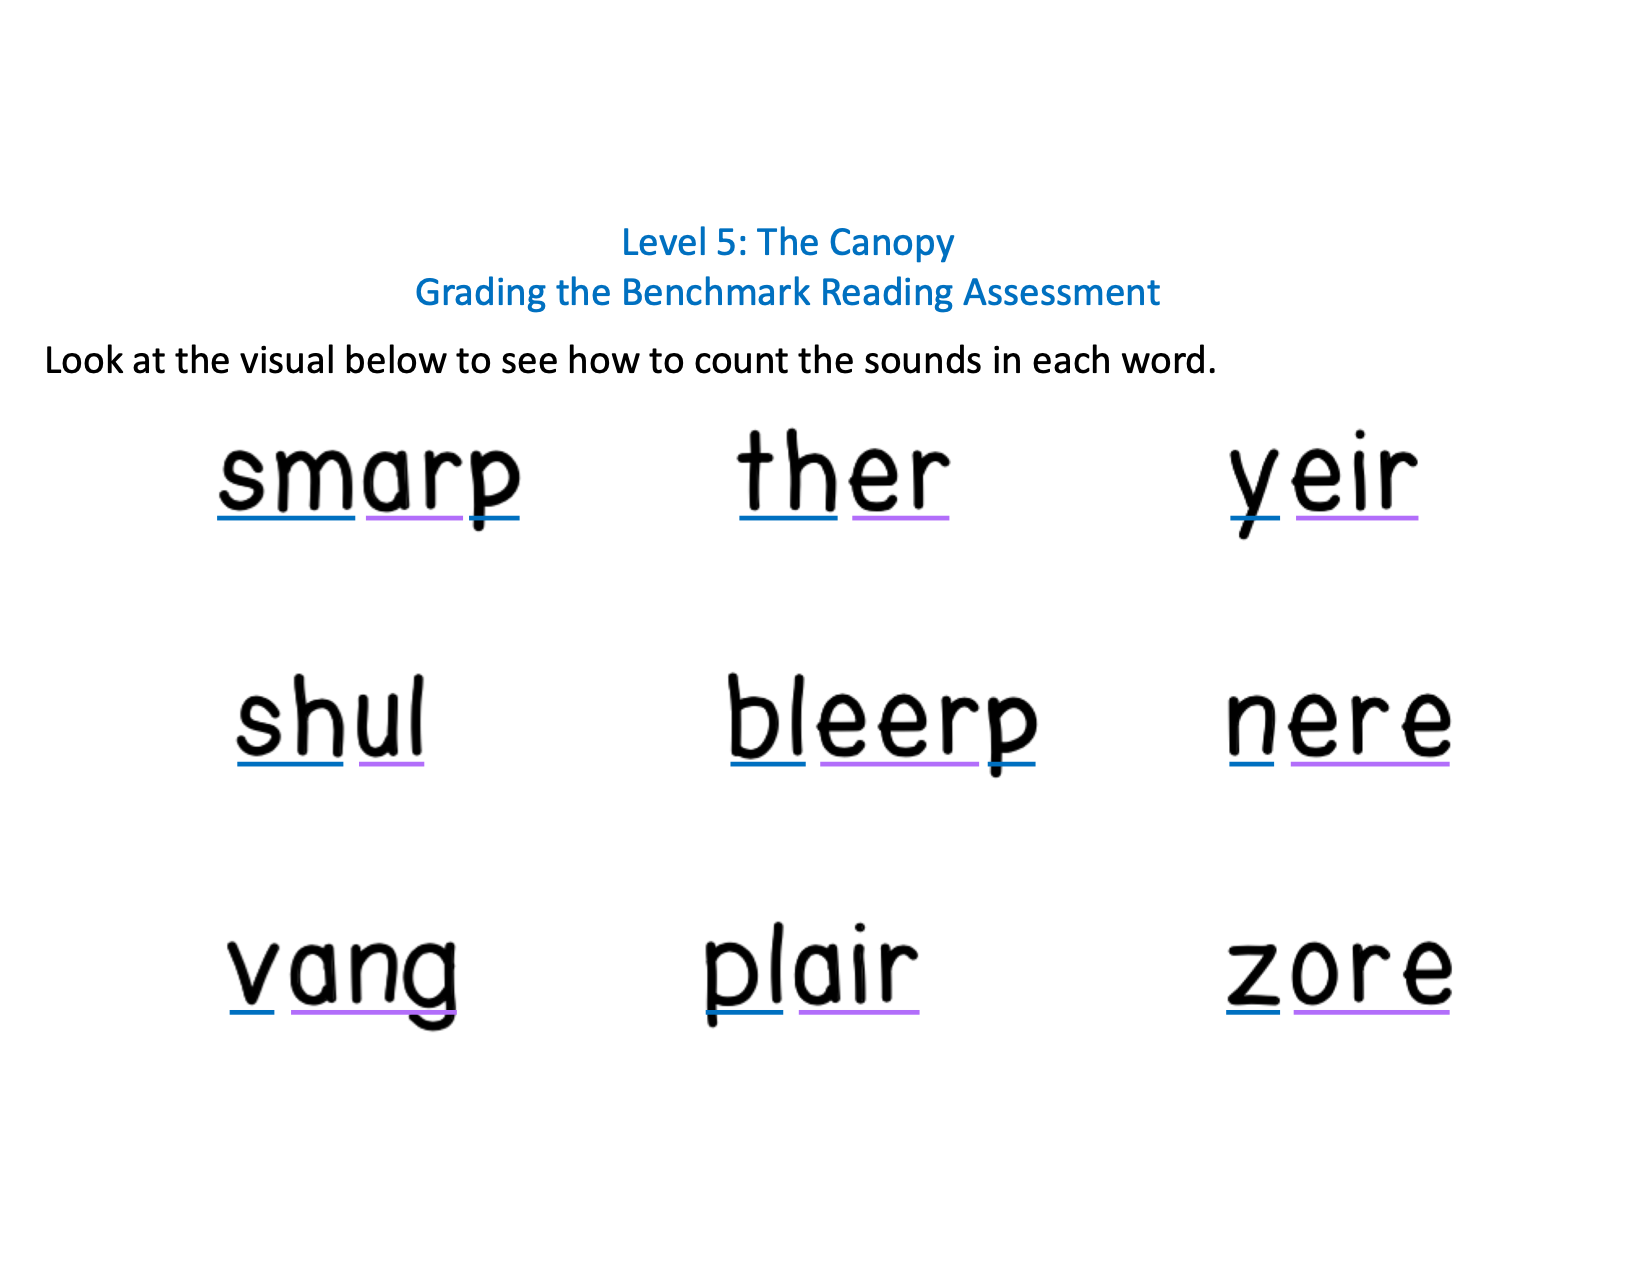 Level 5: The Canopy
Grading the Benchmark Reading Assessment
Look at the visual below to see how to count the sounds in each word.
smarp ther yeir
shul bleerp nere
vang plair zore